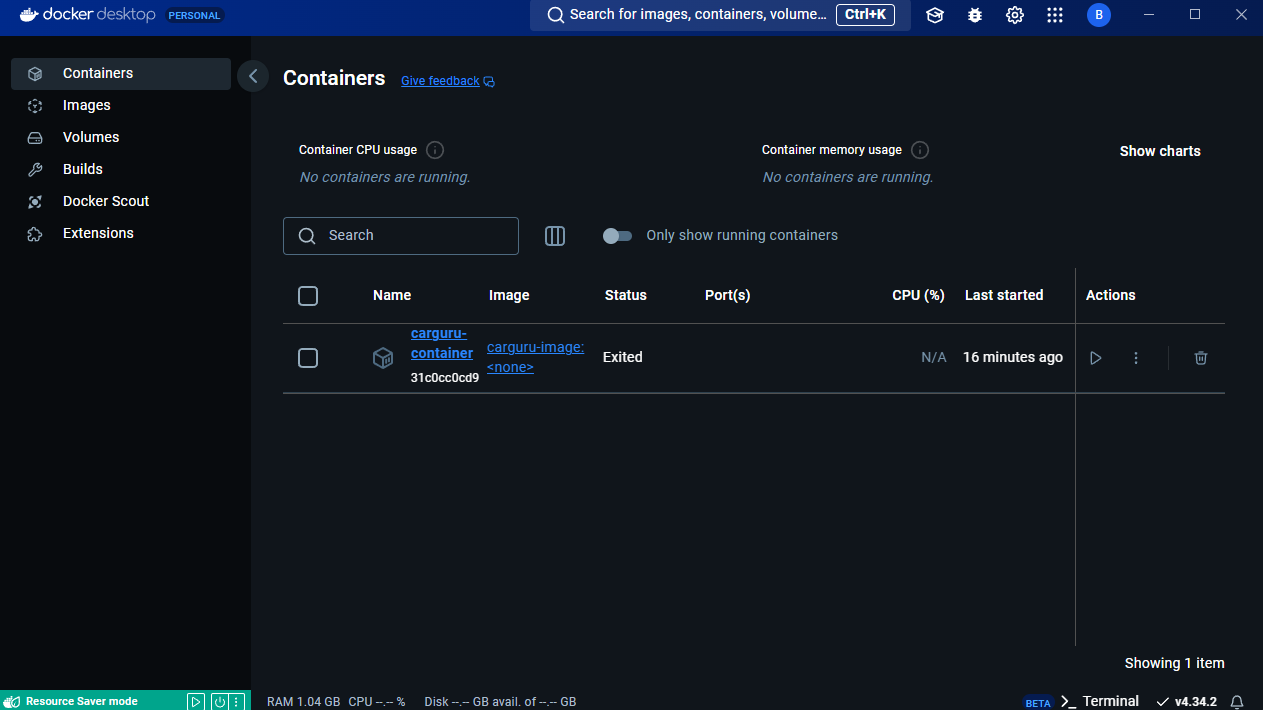 docker desktop PERSONAL
Search for images, containers, volume... Ctrl+K
B
Containers
Images
Volumes
Builds
Docker Scout
Extensions
Containers Give feedback
Container CPU usage
No containers are running.
Container memory usage
No containers are running.
Show charts
Search
Only show running containers
Name Image Status Port(s) CPU (%) Last started Actions
carguru-
container
31c0cc0cd9
carguru-image:
<none>
Exited
N/A
16 minutes ago
Showing 1 item
Resource Saver mode
RAM 1.04 GB CPU --.-- % Disk --.-- GB avail. of --.-- GB
BETA >_ Terminal v4.34.2